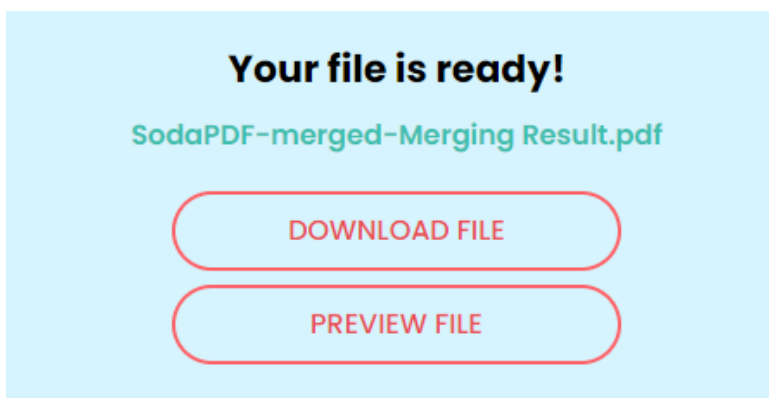 Your file is ready!
SodaPDF-merged-Merging Result.pdf
DOWNLOAD FILE
PREVIEW FILE